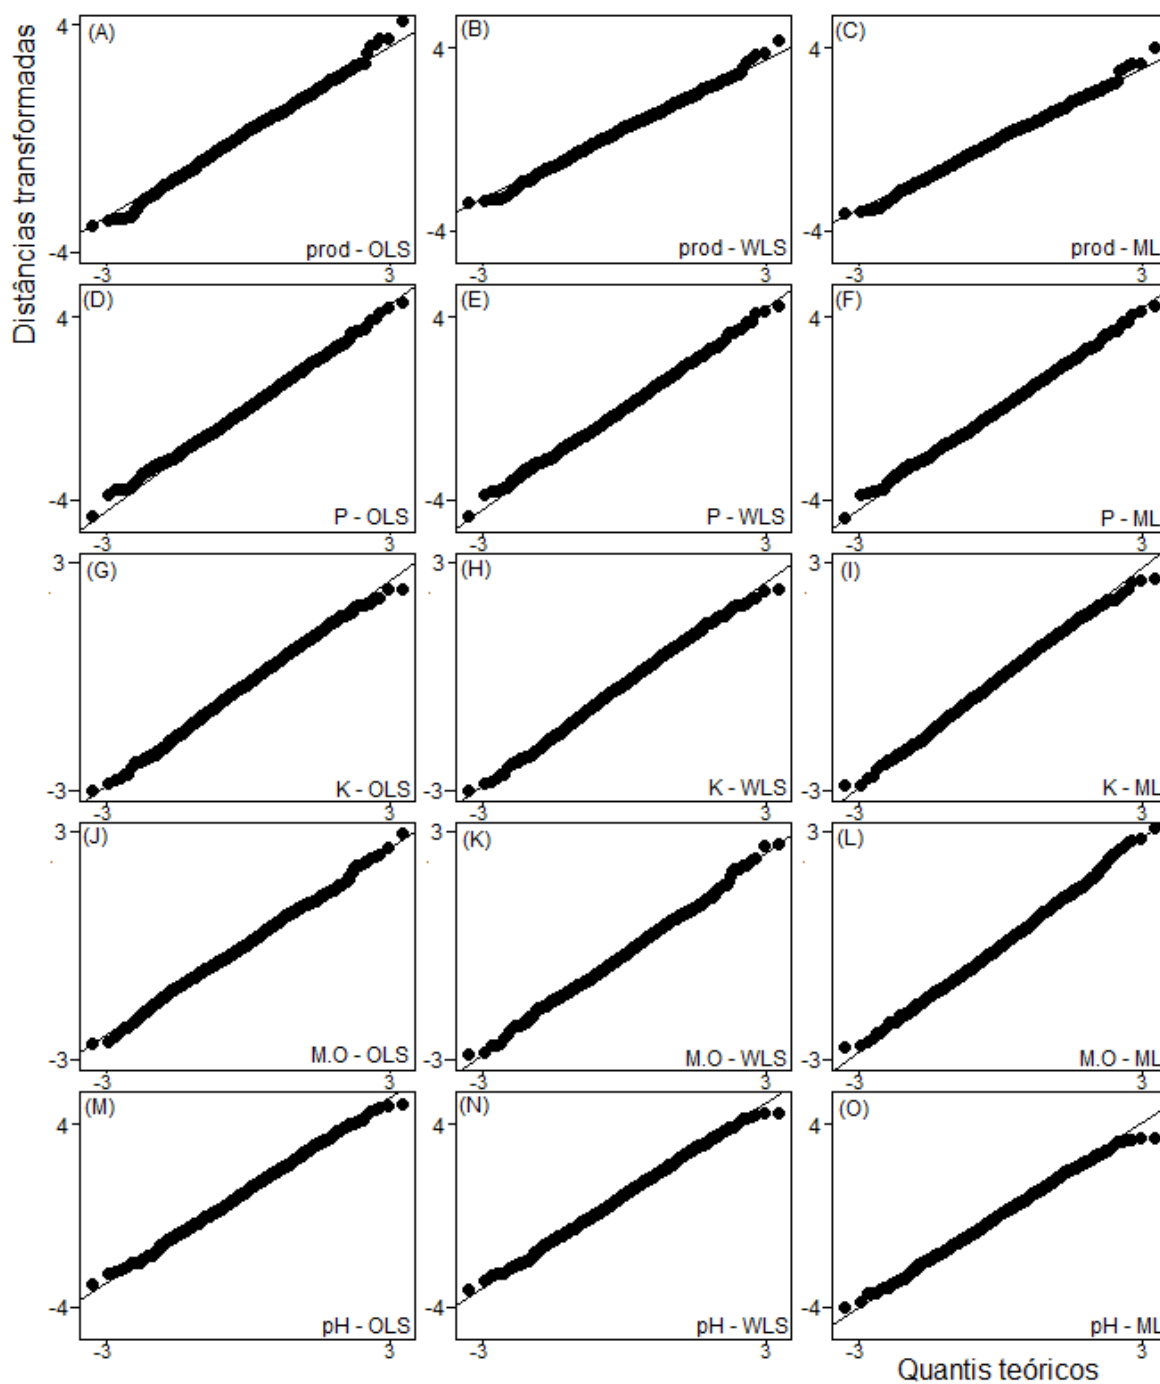 Distâncias transformadas
(A)
4
-4
prod - OLS
-3
3
(B)
4
-4
prod - WLS
-3
3
(C)
4
-4
prod - ML
-3
3
(D)
4
-4
P - OLS
-3
3
(E)
4
-4
P - WLS
-3
3
(F)
4
-4
P - ML
-3
3
(G)
3
-3
K - OLS
-3
3
(H)
3
-3
K - WLS
-3
3
(I)
3
-3
K - ML
-3
3
(J)
3
-3
M.O - OLS
-3
3
(K)
3
-3
M.O - WLS
-3
3
(L)
3
-3
M.O - ML
-3
3
(M)
4
-4
pH - OLS
-3
3
(N)
4
-4
pH - WLS
-3
3
(O)
4
-4
pH - ML
-3
3
Quantis teóricos